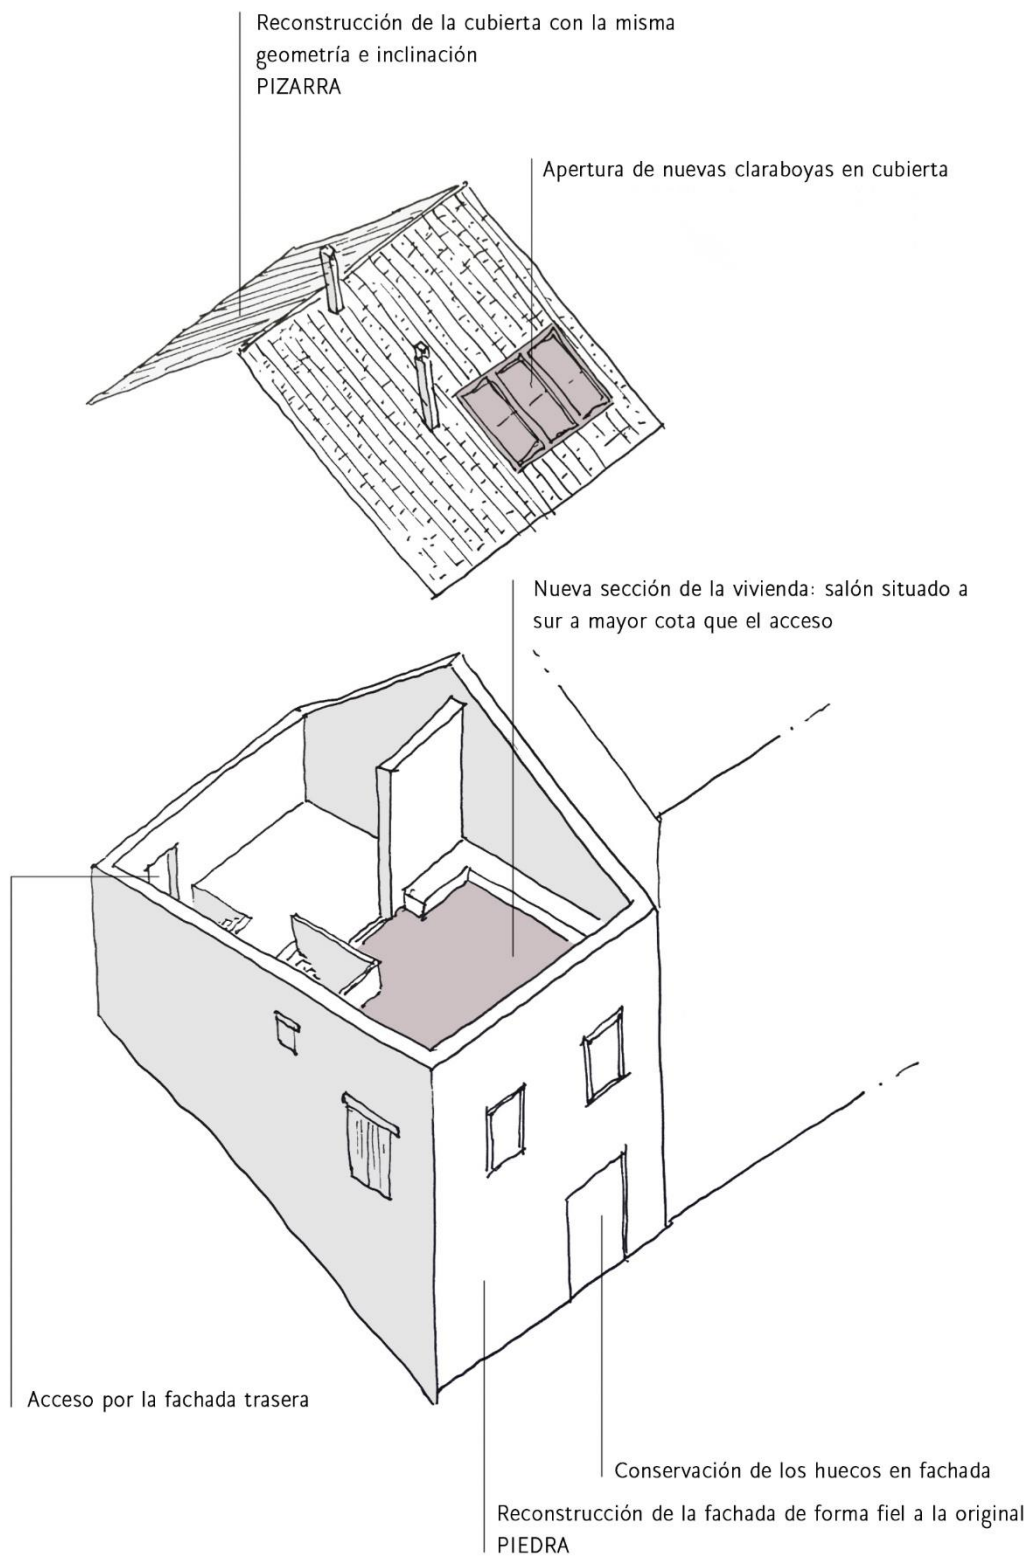 Reconstrucción de la cubierta con la misma
geometría e inclinación
PIZARRA
Apertura de nuevas claraboyas en cubierta
Nueva sección de la vivienda: salón situado a
sur a mayor cota que el acceso
Acceso por la fachada trasera
Conservación de los huecos en fachada
Reconstrucción de la fachada de forma fiel a la original
PIEDRA